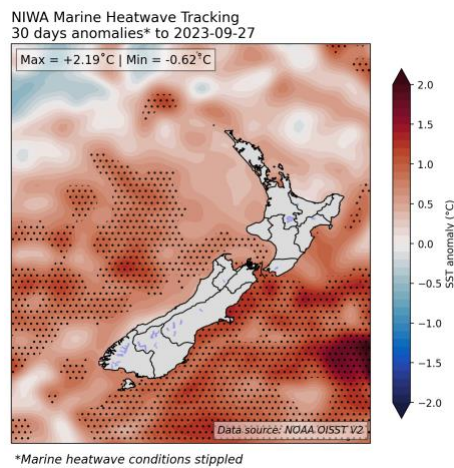 NIWA Marine Heatwave Tracking
30 days anomalies* to 2023-09-27
Max = +2.19°C | Min = -0.62°C
2.0
1.5
1.0
0.5
0.0
−0.5
−1.0
−1.5
−2.0
SST anomaly (°C)
Data source: NOAA OISST V2
*Marine heatwave conditions stippled